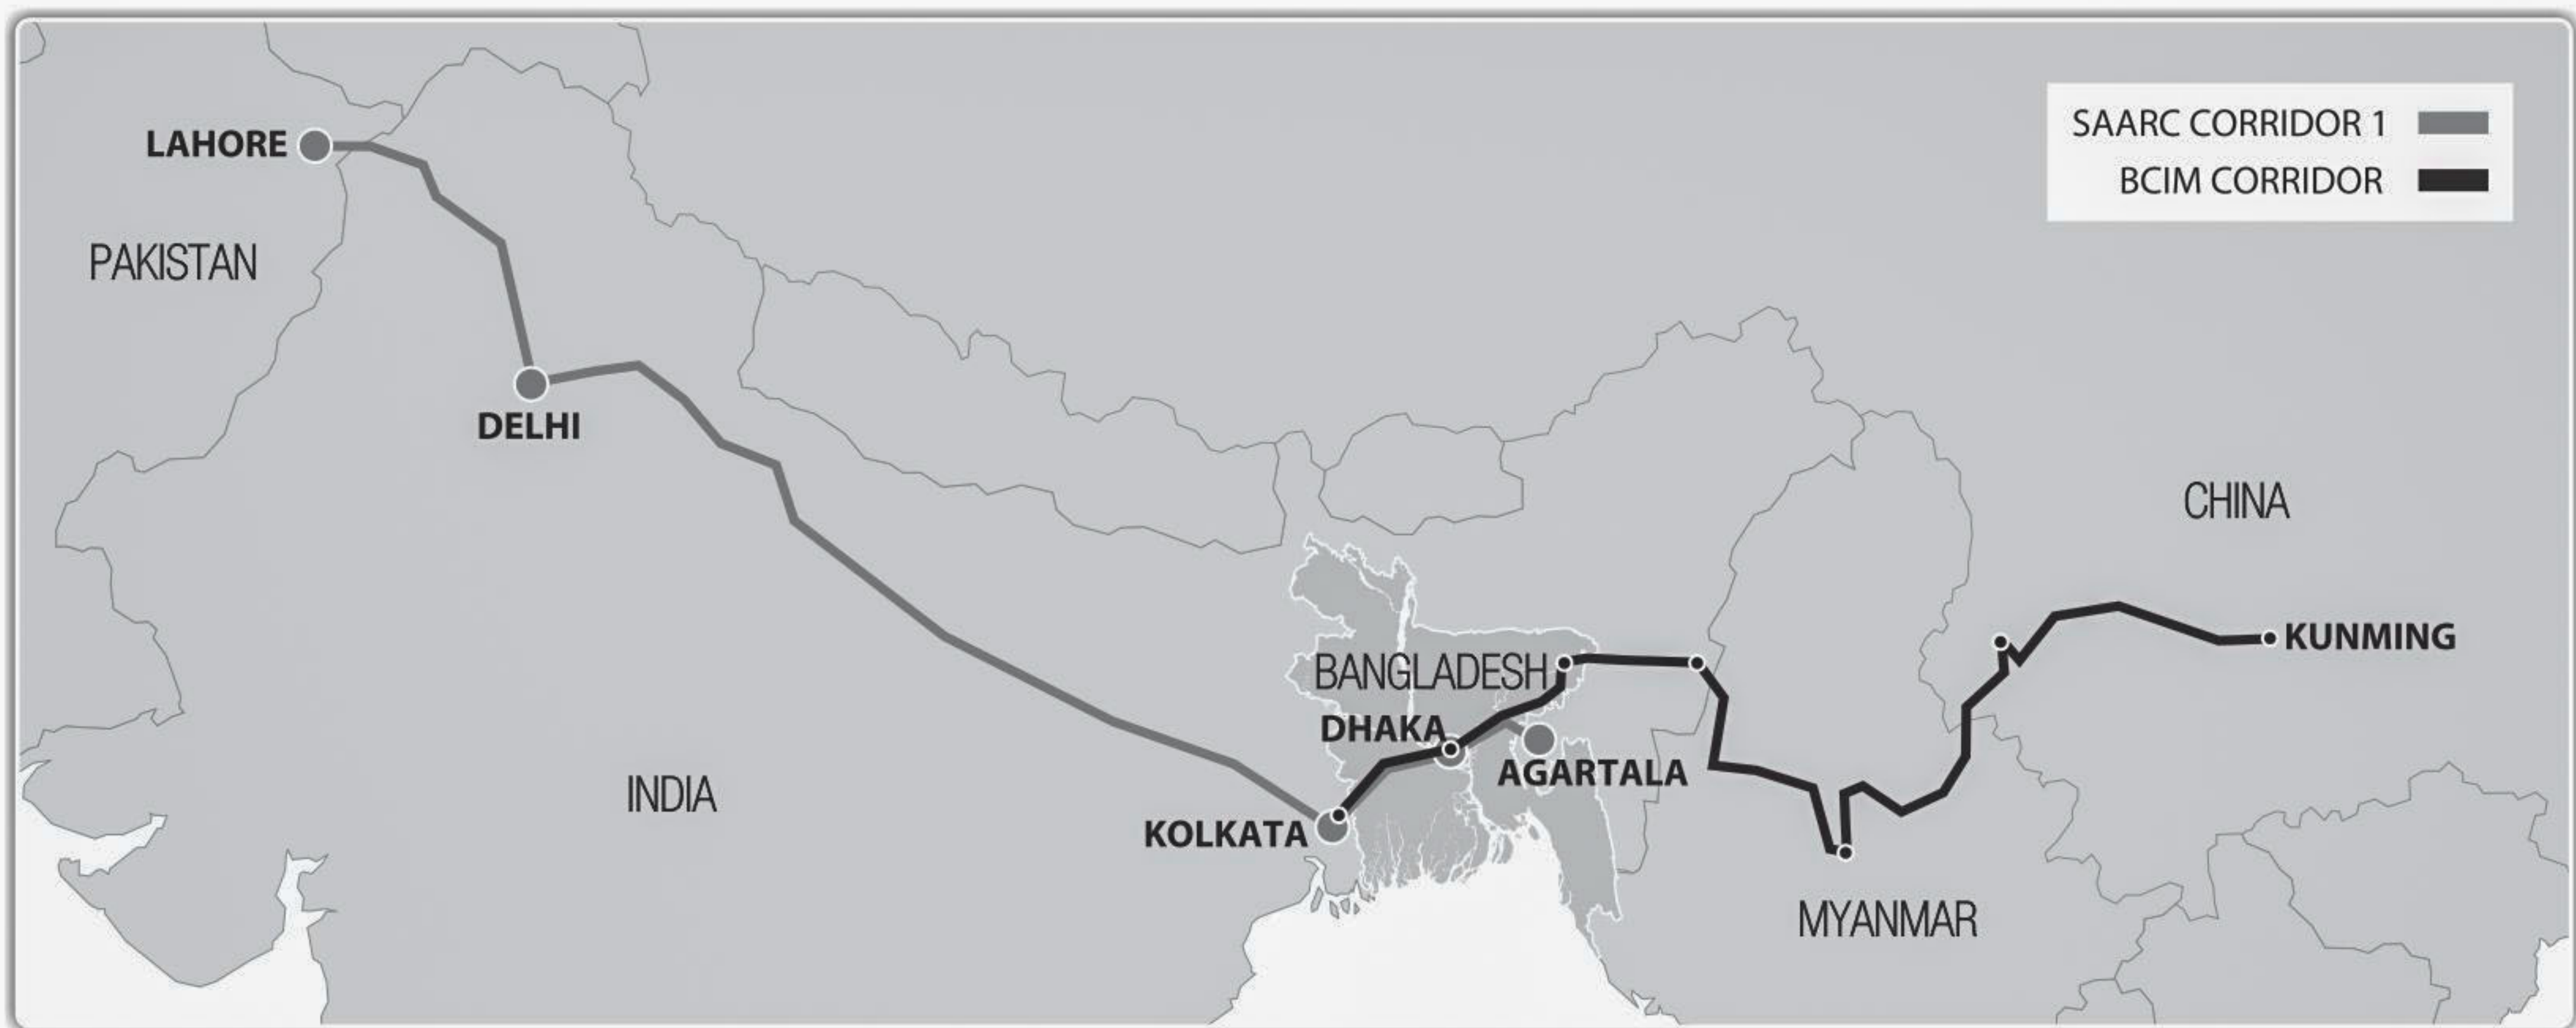 SAARC CORRIDOR 1
BCIM CORRIDOR
LAHORE
PAKISTAN
DELHI
CHINA
KUNMING
BANGLADESH
DHAKA
AGARTALA
INDIA
KOLKATA
MYANMAR